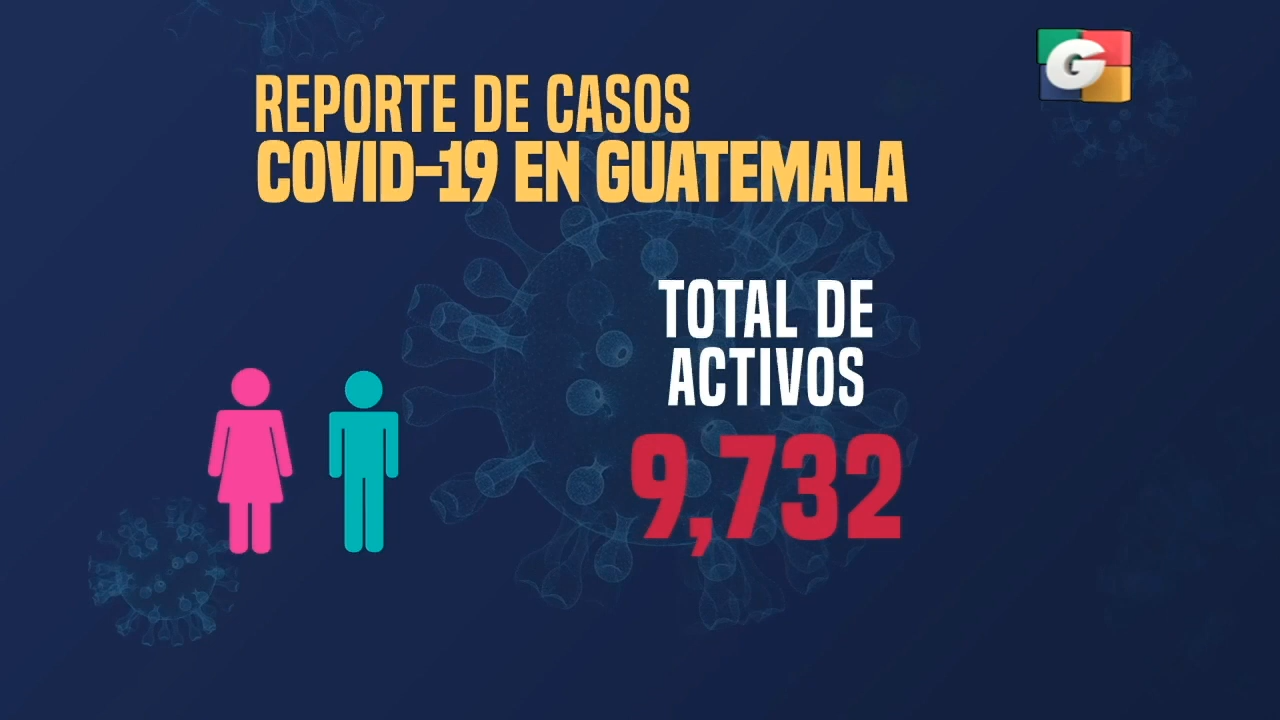 G
REPORTE DE CASOS
COVID-19 EN GUATEMALA
TOTAL DE
ACTIVOS
9,732